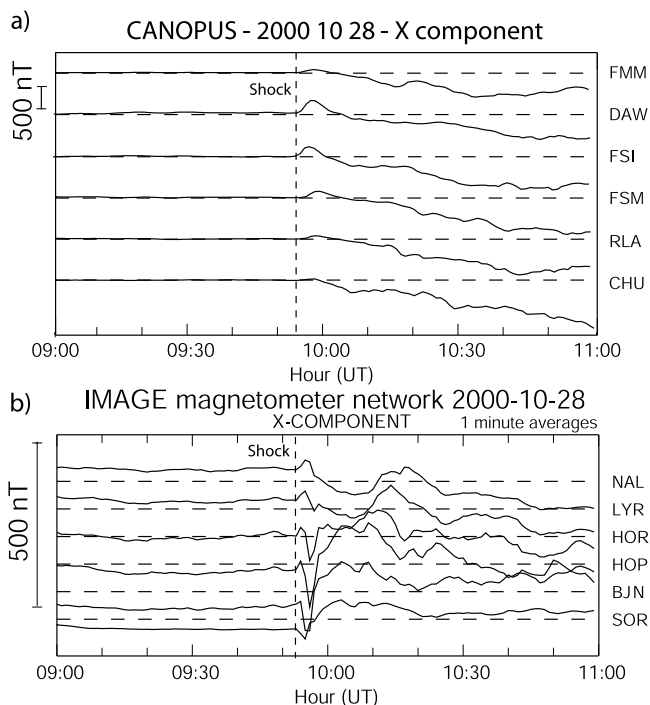 a)
CANOPUS - 2000 10 28 - X component
500 nT
Shock
FMM
DAW
FSI
FSM
RLA
CHU
09:00 09:30 10:00 10:30 11:00
Hour (UT)
b)
IMAGE magnetometer network 2000-10-28
X-COMPONENT 1 minute averages
500 nT
Shock
NAL
LYR
HOR
HOP
BJN
SOR
09:00 09:30 10:00 10:30 11:00
Hour (UT)